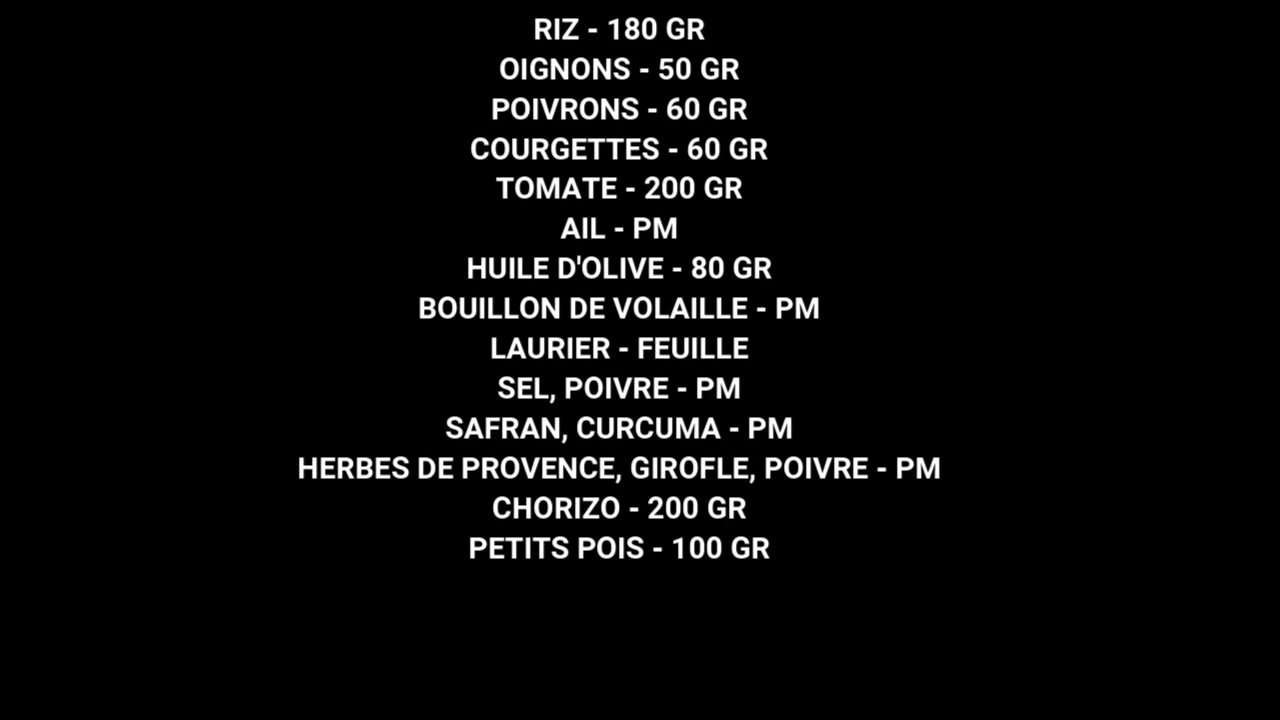 RIZ - 180 GR
OIGNONS - 50 GR
POIVRONS - 60 GR
COURGETTES - 60 GR
TOMATE - 200 GR
AIL - PM
HUILE D'OLIVE - 80 GR
BOUILLON DE VOLAILLE - PM
LAURIER - FEUILLE
SEL, POIVRE - PM
SAFRAN, CURCUMA - PM
HERBES DE PROVENCE, GIROFLE, POIVRE - PM
CHORIZO - 200 GR
PETITS POIS - 100 GR